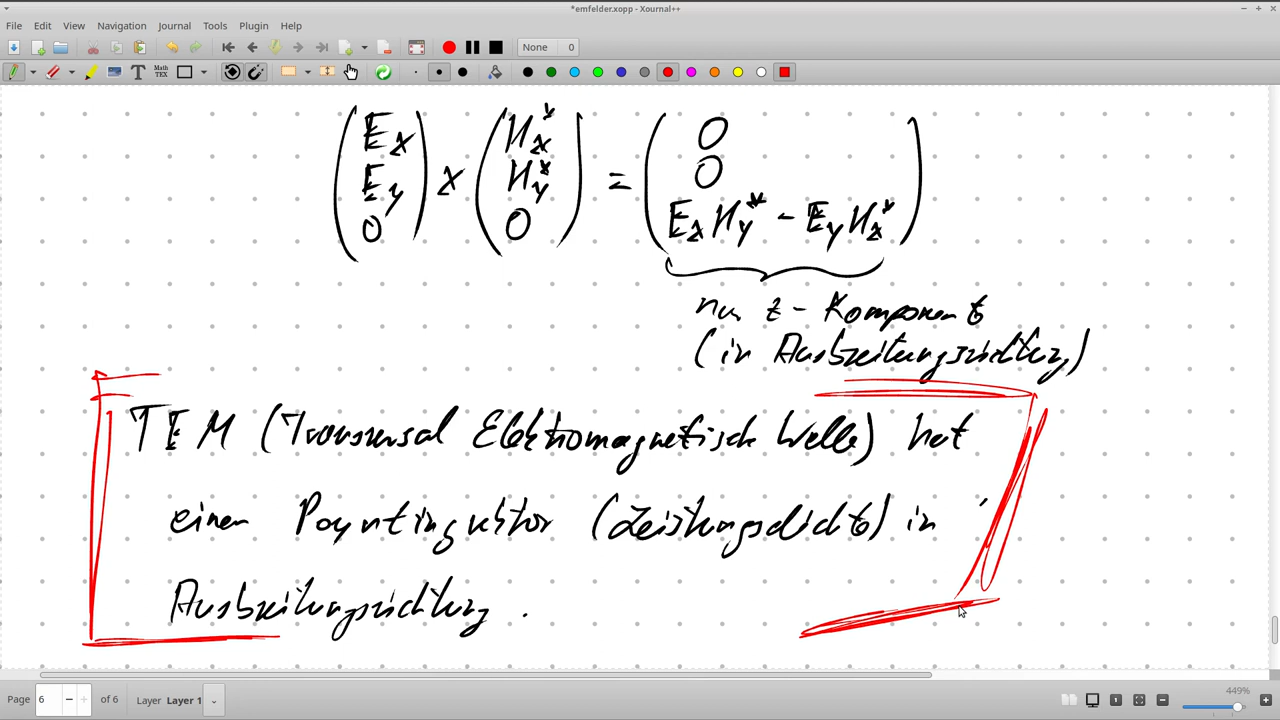 *emfelder.xopp - Xournal++
File Edit View Navigation Journal Tools Plugin Help
None 0
Ex Hx* 0
Ey × Hy* = 0
0 0 ExHy* - EyHx*
nur z - Komponente
(in Ausbreitungsrichtung)
TEM (Transversal Elektromagnetisch Welle) hat
einen Poyntingvektor (Leistungsdichte) in
Ausbreitungsrichtung.
Page 6 of 6 Layer Layer 1 449%